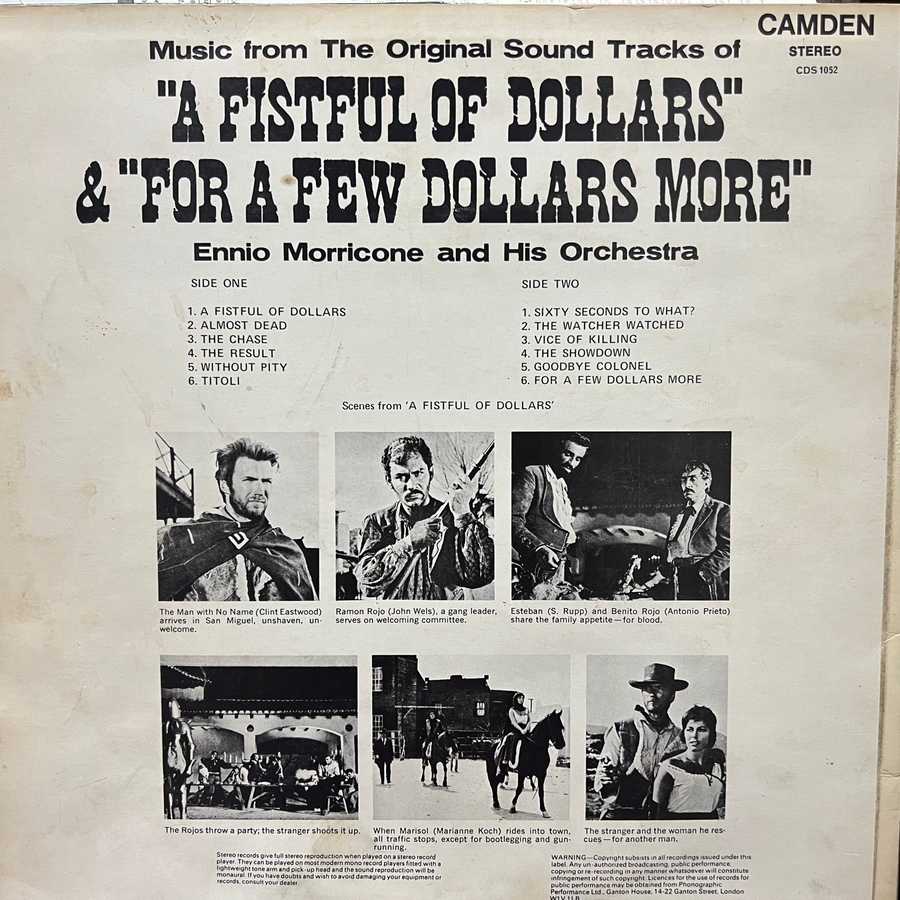 CAMDEN
STEREO
CDS 1052
Music from The Original Sound Tracks of
"A FISTFUL OF DOLLARS"
& "FOR A FEW DOLLARS MORE"
Ennio Morricone and His Orchestra
SIDE ONE
1. A FISTFUL OF DOLLARS
2. ALMOST DEAD
3. THE CHASE
4. THE RESULT
5. WITHOUT PITY
6. TITOLI
SIDE TWO
1. SIXTY SECONDS TO WHAT?
2. THE WATCHER WATCHED
3. VICE OF KILLING
4. THE SHOWDOWN
5. GOODBYE COLONEL
6. FOR A FEW DOLLARS MORE
Scenes from 'A FISTFUL OF DOLLARS'
The Man with No Name (Clint Eastwood)
arrives in San Miguel, unshaven, un-
welcome.
Ramon Rojo (John Wels), a gang leader,
serves on welcoming committee.
Esteban (S. Rupp) and Benito Rojo (Antonio Prieto)
share the family appetite—for blood.
The Rojos throw a party; the stranger shoots it up.
When Marisol (Marianne Koch) rides into town,
all traffic stops, except for bootlegging and gun-
running.
The stranger and the woman he res-
cues—for another man.
Stereo records give full stereo reproduction when played on a stereo record
player. They can be played on most modern mono record players fitted with a
lightweight tone arm and pick-up head and the sound reproduction will be
monaural. If you have doubts and wish to avoid damaging your equipment or
records, consult your dealer.
WARNING—Copyright subsists in all recordings issued under this
label. Any un-authorized broadcasting, public performance,
copying or re-recording in any manner whatsoever will constitute
infringement of such copyright. Licences for the use of records for
public performance may be obtained from Phonographic
Performance Ltd., Ganton House, 14-22 Ganton Street, London
W1V 1LB